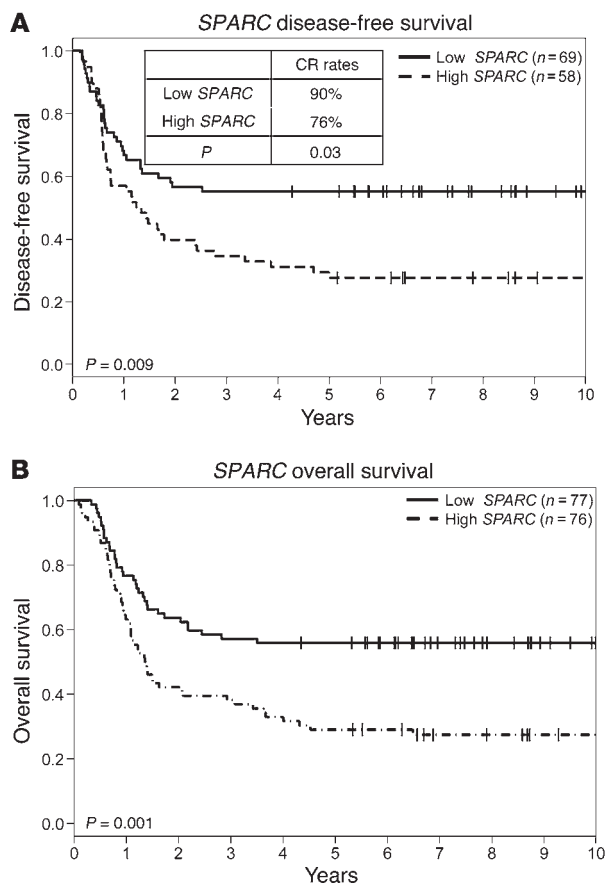 A
SPARC disease-free survival
Low SPARC (n=69)
High SPARC (n=58)
CR rates
Low SPARC 90%
High SPARC 76%
P 0.03
Disease-free survival
1.0
0.8
0.6
0.4
0.2
0.0
P = 0.009
0 1 2 3 4 5 6 7 8 9 10
Years
B
SPARC overall survival
Low SPARC (n=77)
High SPARC (n=76)
Overall survival
1.0
0.8
0.6
0.4
0.2
0.0
P = 0.001
0 1 2 3 4 5 6 7 8 9 10
Years